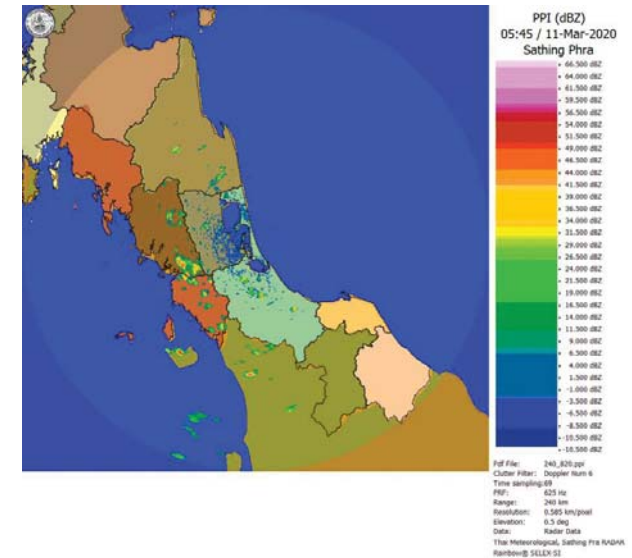 PPI (dBZ)
05:45 / 11-Mar-2020
Sathing Phra
66.500 dBZ
64.000 dBZ
61.500 dBZ
59.500 dBZ
56.500 dBZ
54.000 dBZ
51.500 dBZ
49.000 dBZ
46.500 dBZ
44.000 dBZ
41.500 dBZ
39.000 dBZ
36.500 dBZ
34.000 dBZ
31.500 dBZ
29.000 dBZ
26.500 dBZ
24.000 dBZ
21.500 dBZ
19.000 dBZ
16.500 dBZ
14.000 dBZ
11.500 dBZ
9.000 dBZ
6.500 dBZ
4.000 dBZ
1.500 dBZ
-1.000 dBZ
-3.500 dBZ
-6.500 dBZ
-8.500 dBZ
-10.500 dBZ
-10.500 dBZ
Pdf File: 240_820.ppi
Clutter Filter: Doppler Num 6
Time sampling:69
PRF: 625 Hz
Range: 240 km
Resolution: 0.585 km/pixel
Elevation: 0.5 deg
Data: Radar Data
Thai Meteorological, Sathing Pra RADAR
Rainbow® SELEX-SI